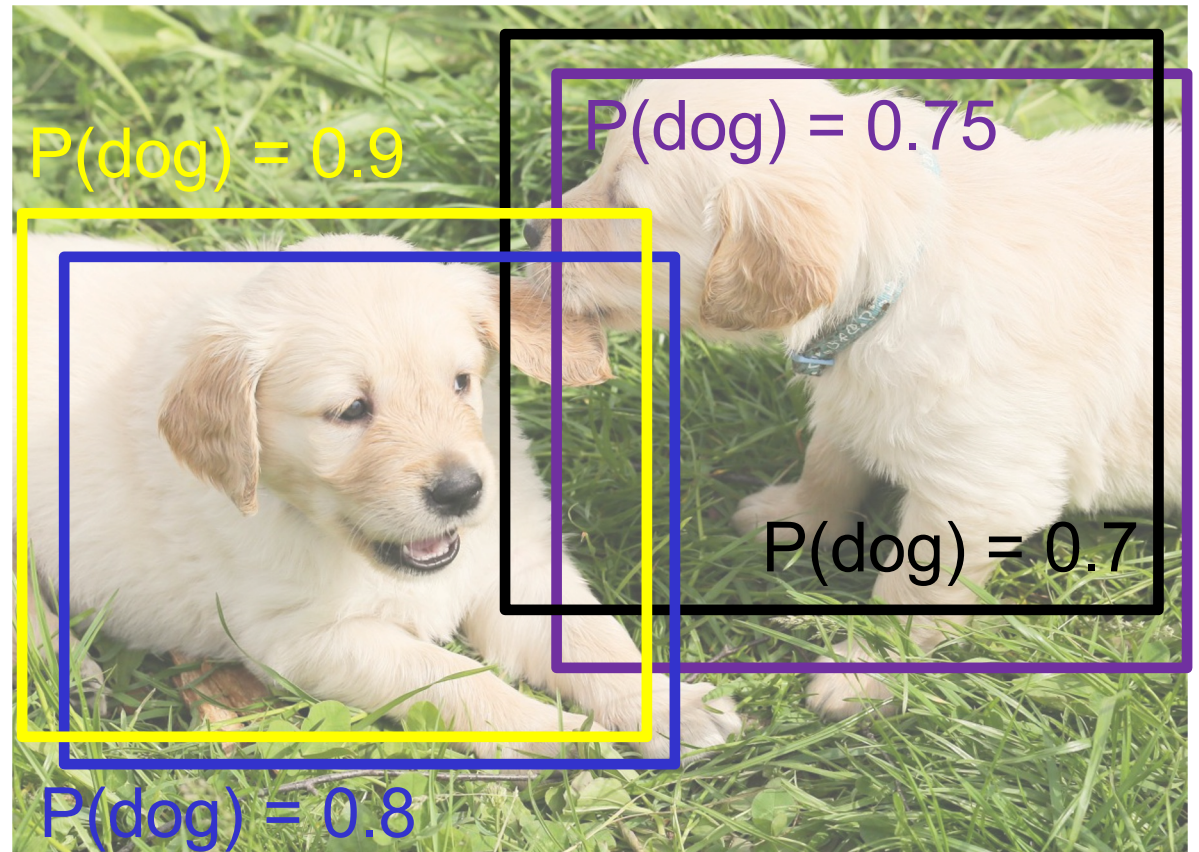 P(dog) = 0.75
P(dog) = 0.9
P(dog) = 0.7
P(dog) = 0.8